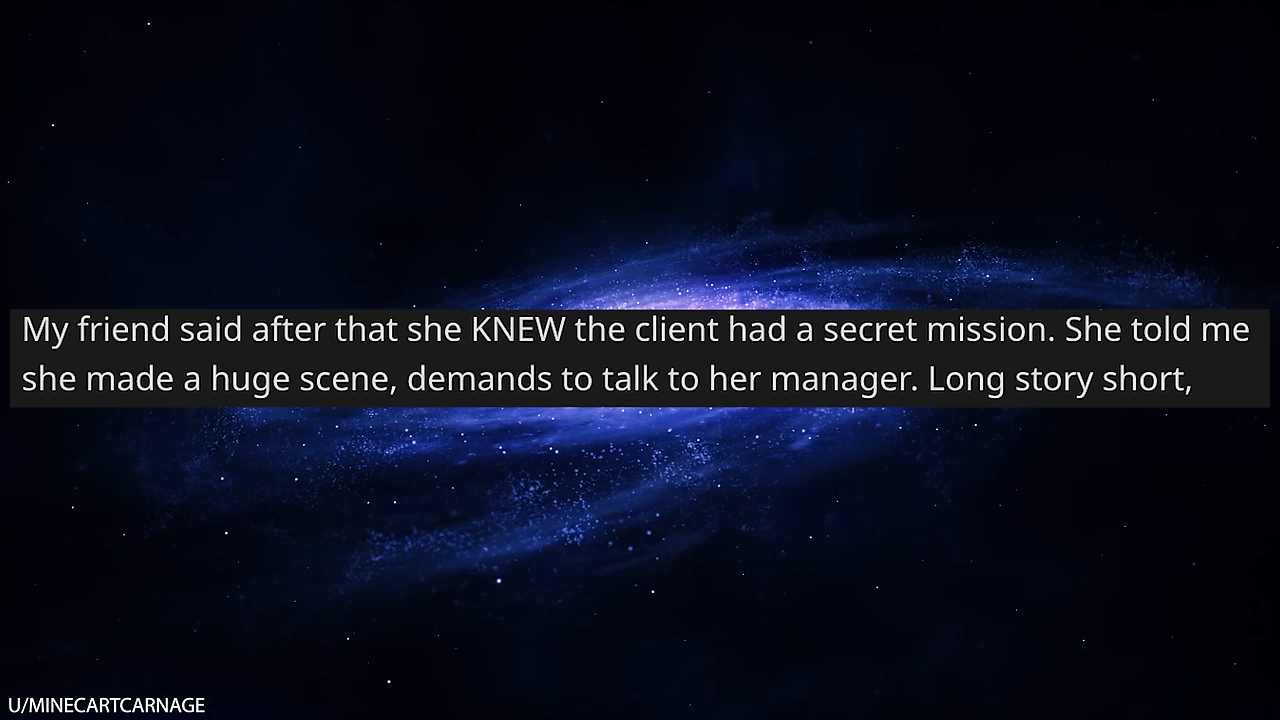 My friend said after that she KNEW the client had a secret mission. She told me
she made a huge scene, demands to talk to her manager. Long story short,
U/MINECARTCARNAGE